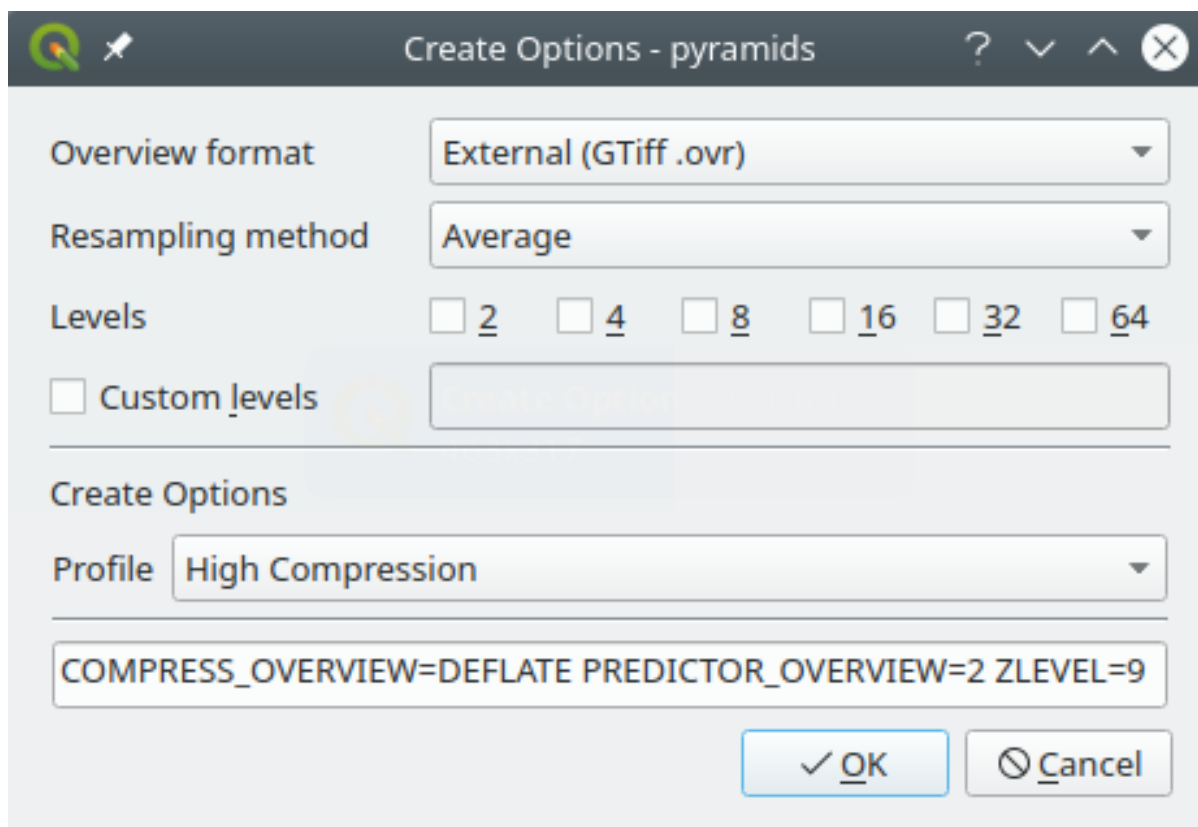 Create Options - pyramids
Overview format External (GTiff .ovr)
Resampling method Average
Levels 2 4 8 16 32 64
Custom levels
Create Options
Profile High Compression
COMPRESS_OVERVIEW=DEFLATE PREDICTOR_OVERVIEW=2 ZLEVEL=9
OK Cancel